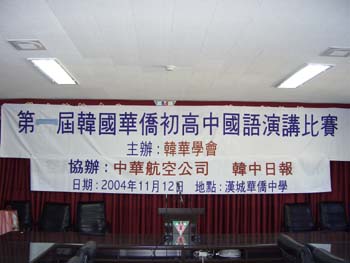 第一屆韓國華僑初高中國語演講比賽
主辦：韓華學會
協辦：中華航空公司 韓中日報
日期：2004年11月12日 地點：漢城華僑中學